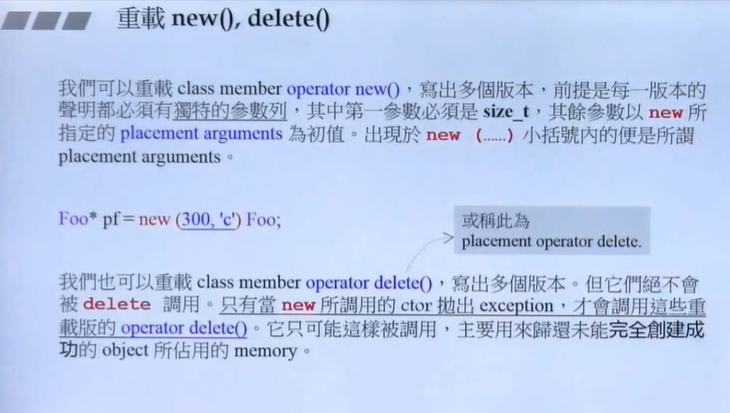 重載 new(), delete()
我們可以重載 class member operator new()，寫出多個版本，前提是每一版本的
聲明都必須有獨特的參數列，其中第一參數必須是 size_t，其餘參數以 new 所
指定的 placement arguments 為初值。出現於 new (......) 小括號內的便是所謂
placement arguments。
Foo* pf = new (300, 'c') Foo;
或稱此為
placement operator delete.
我們也可以重載 class member operator delete()，寫出多個版本。但它們絕不會
被 delete 調用。只有當 new 所調用的 ctor 拋出 exception，才會調用這些重
載版的 operator delete()。它只可能這樣被調用，主要用來歸還未能完全創建成
功的 object 所佔用的 memory。